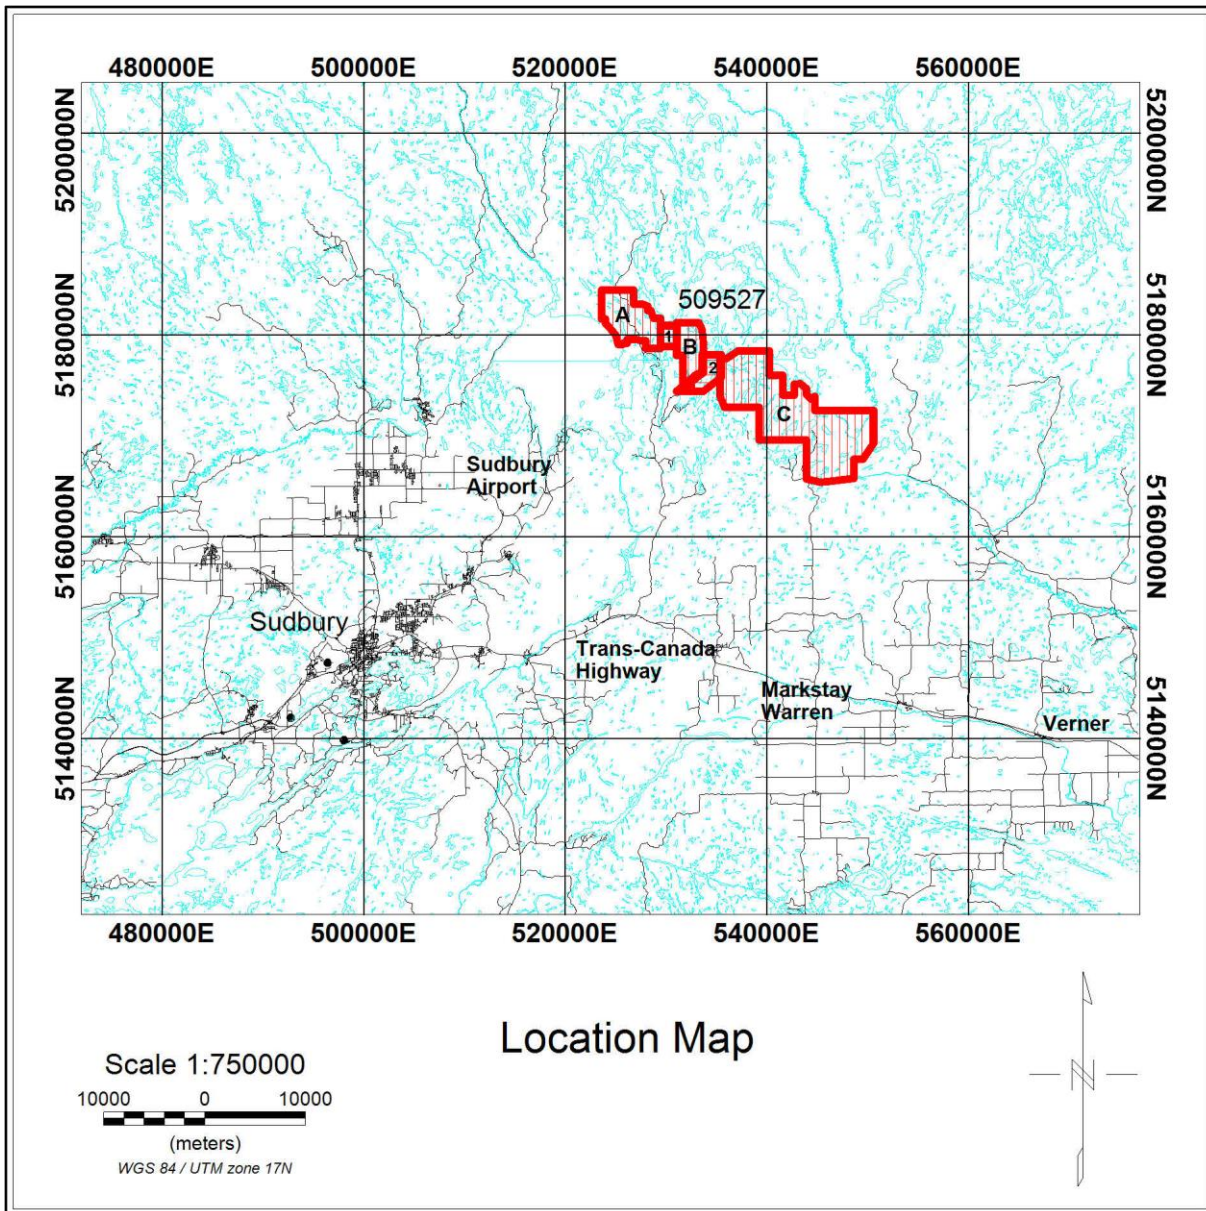 480000E 500000E 520000E 540000E 560000E
5200000N 5200000N
509527
A
5180000N 5180000N
1
B
2
C
Sudbury
Airport
5160000N 5160000N
Sudbury
Trans-Canada
Highway
Markstay
Warren
Verner
5140000N 5140000N
480000E 500000E 520000E 540000E 560000E
Location Map
Scale 1:750000
10000 0 10000
(meters)
WGS 84 / UTM zone 17N
N